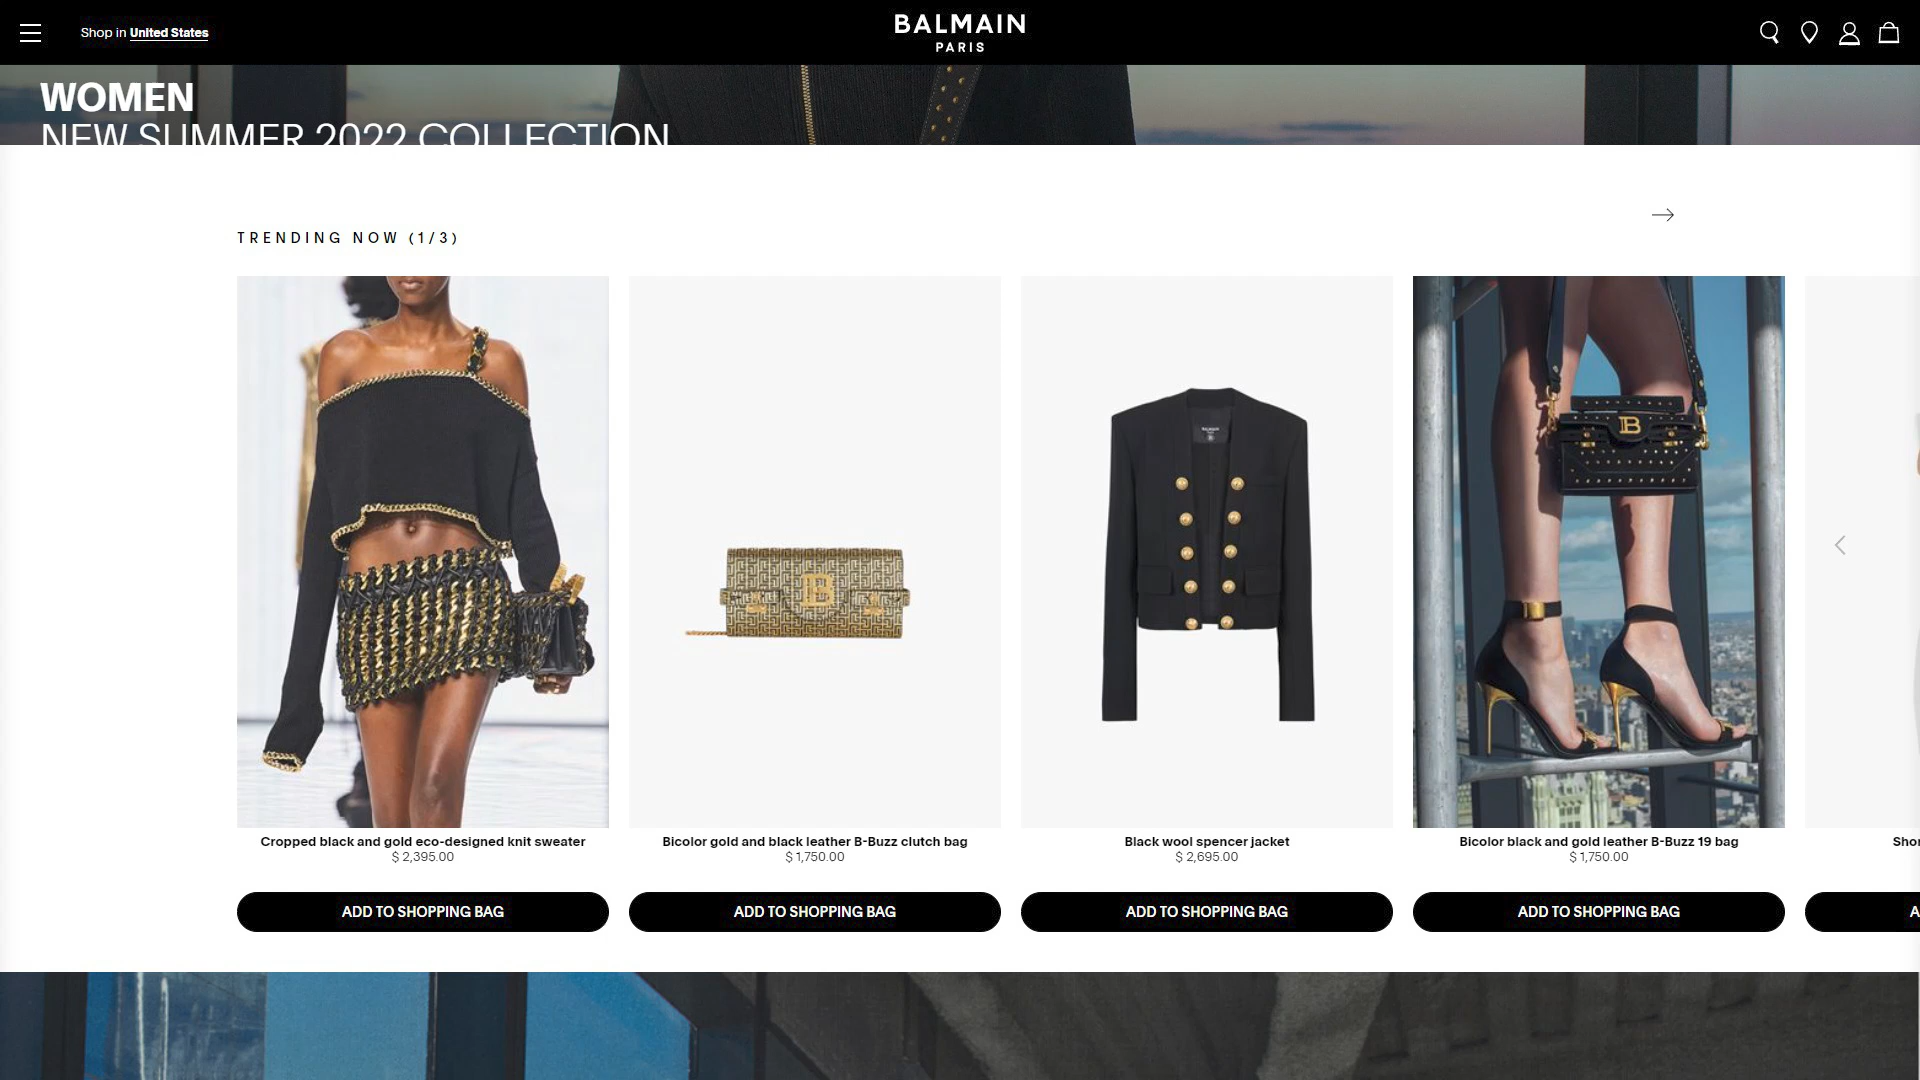 Shop in United States
BALMAIN
PARIS
WOMEN
NEW SUMMER 2022 COLLECTION
TRENDING NOW (1/3)
B
BALMAIN
B
Cropped black and gold eco-designed knit sweater
$ 2,395.00
Bicolor gold and black leather B-Buzz clutch bag
$ 1,750.00
Black wool spencer jacket
$ 2,695.00
Bicolor black and gold leather B-Buzz 19 bag
$ 1,750.00
ADD TO SHOPPING BAG
ADD TO SHOPPING BAG
ADD TO SHOPPING BAG
ADD TO SHOPPING BAG
A